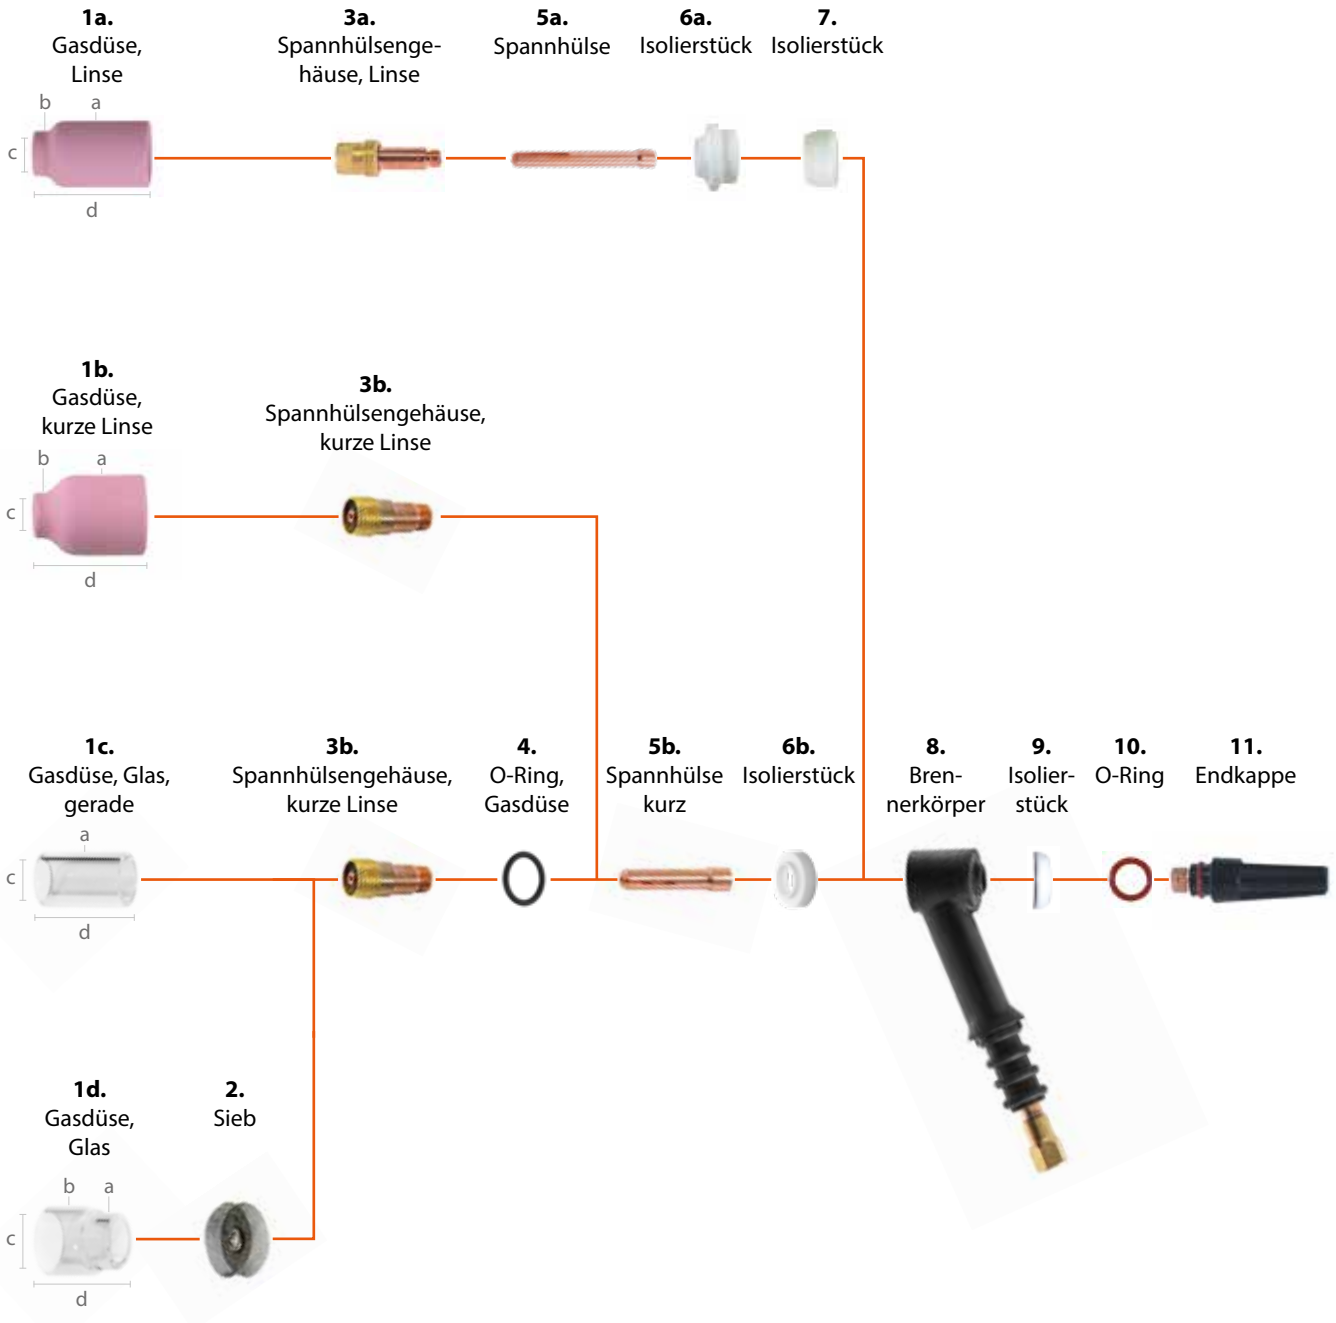 1a.
Gasdüse,
Linse
b a
c
d
3a.
Spannhülsenge-
häuse, Linse
5a.
Spannhülse
6a.
Isolierstück
7.
Isolierstück
1b.
Gasdüse,
kurze Linse
b a
c
d
3b.
Spannhülsengehäuse,
kurze Linse
1c.
Gasdüse, Glas,
gerade
a
c
d
3b.
Spannhülsengehäuse,
kurze Linse
4.
O-Ring,
Gasdüse
5b.
Spannhülse
kurz
6b.
Isolierstück
8.
Bren-
nerkörper
9.
Isolier-
stück
10.
O-Ring
11.
Endkappe
1d.
Gasdüse,
Glas
b a
c
d
2.
Sieb